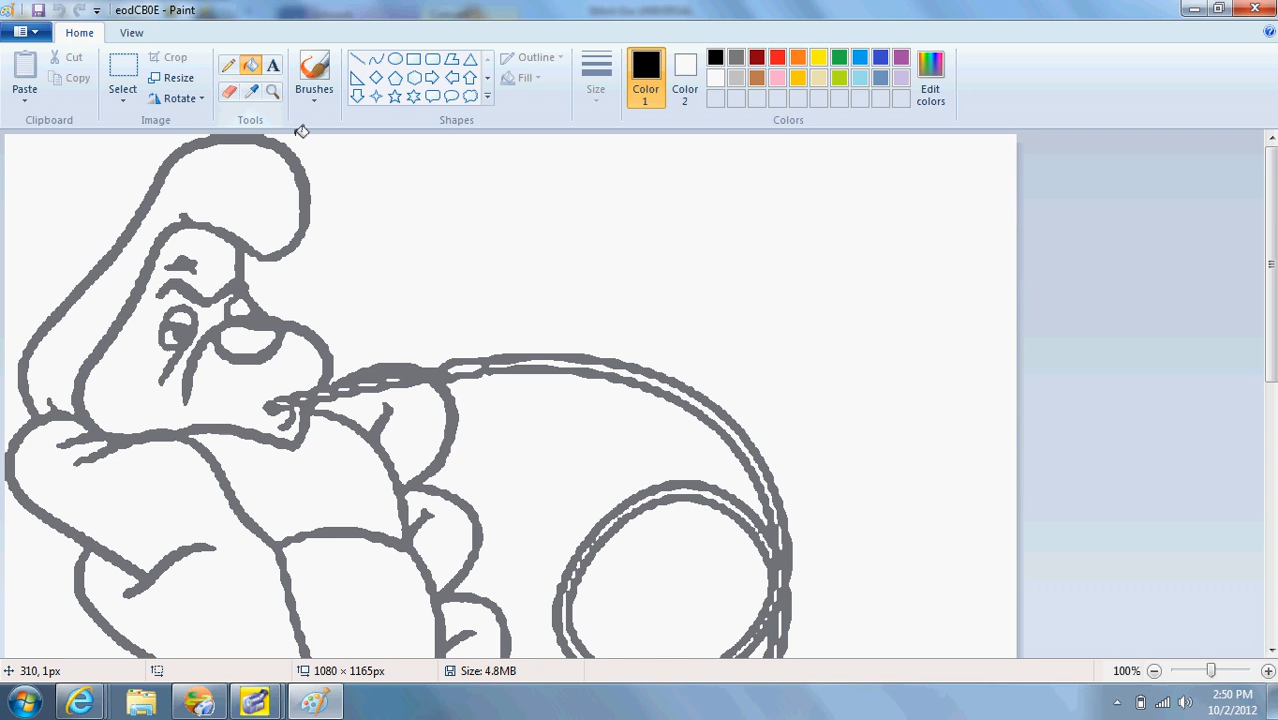 eodCB0E - Paint
Home View
Paste
Cut
Copy
Clipboard
Select
Crop
Resize
Rotate
Image
A
Tools
Brushes
Outline
Fill
Shapes
Size
Color 1
Color 2
Edit colors
Colors
310, 1px
1080 × 1165px
Size: 4.8MB
100%
2:50 PM
10/2/2012